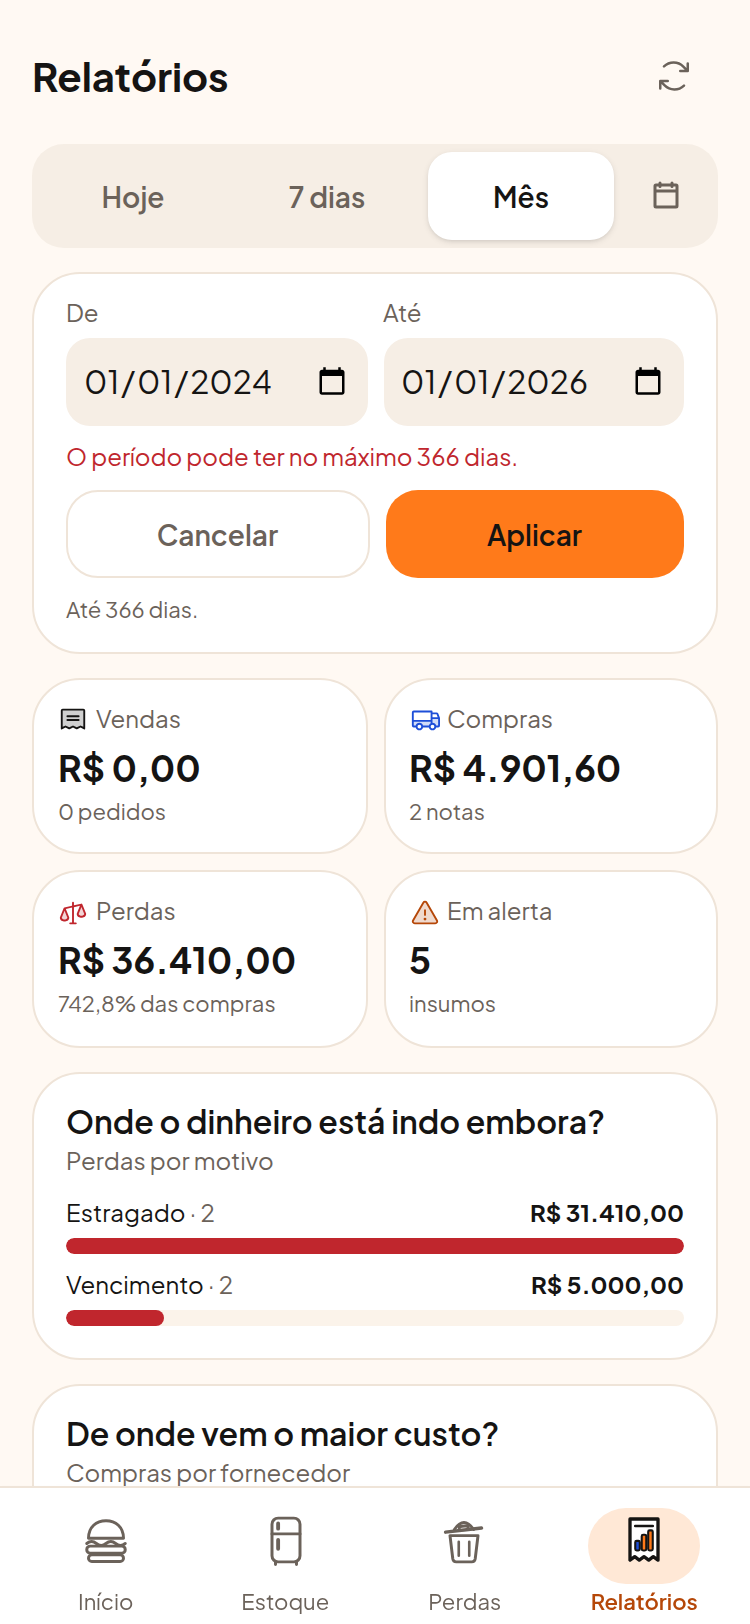 Relatórios
Hoje 7 dias Mês
De Até
01/01/2024 01/01/2026
O período pode ter no máximo 366 dias.
Cancelar Aplicar
Até 366 dias.
Vendas Compras
R$ 0,00 R$ 4.901,60
0 pedidos 2 notas
Perdas Em alerta
R$ 36.410,00 5
742,8% das compras insumos
Onde o dinheiro está indo embora?
Perdas por motivo
Estragado · 2 R$ 31.410,00
Vencimento · 2 R$ 5.000,00
De onde vem o maior custo?
Compras por fornecedor
Início Estoque Perdas Relatórios